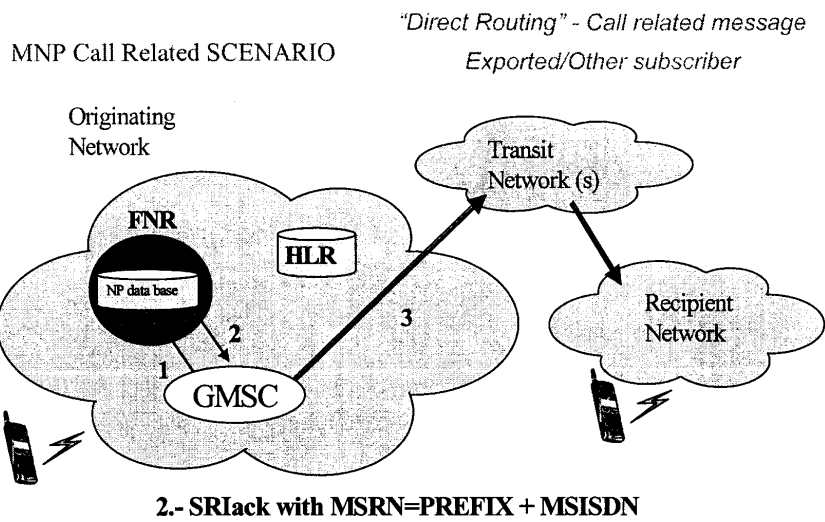 "Direct Routing" - Call related message
MNP Call Related SCENARIO
Exported/Other subscriber
Originating
Network
Transit
Network (s)
FNR
HLR
NP data base
Recipient
Network
3
2
1
GMSC
2.- SRIack with MSRN=PREFIX + MSISDN